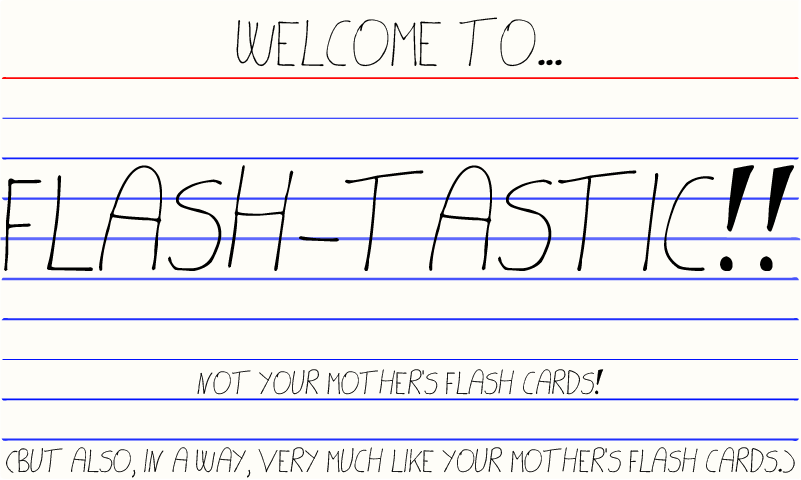 WELCOME TO...
FLASH-TASTIC!!
NOT YOUR MOTHER'S FLASH CARDS!
(BUT ALSO, IN A WAY, VERY MUCH LIKE YOUR MOTHER'S FLASH CARDS.)